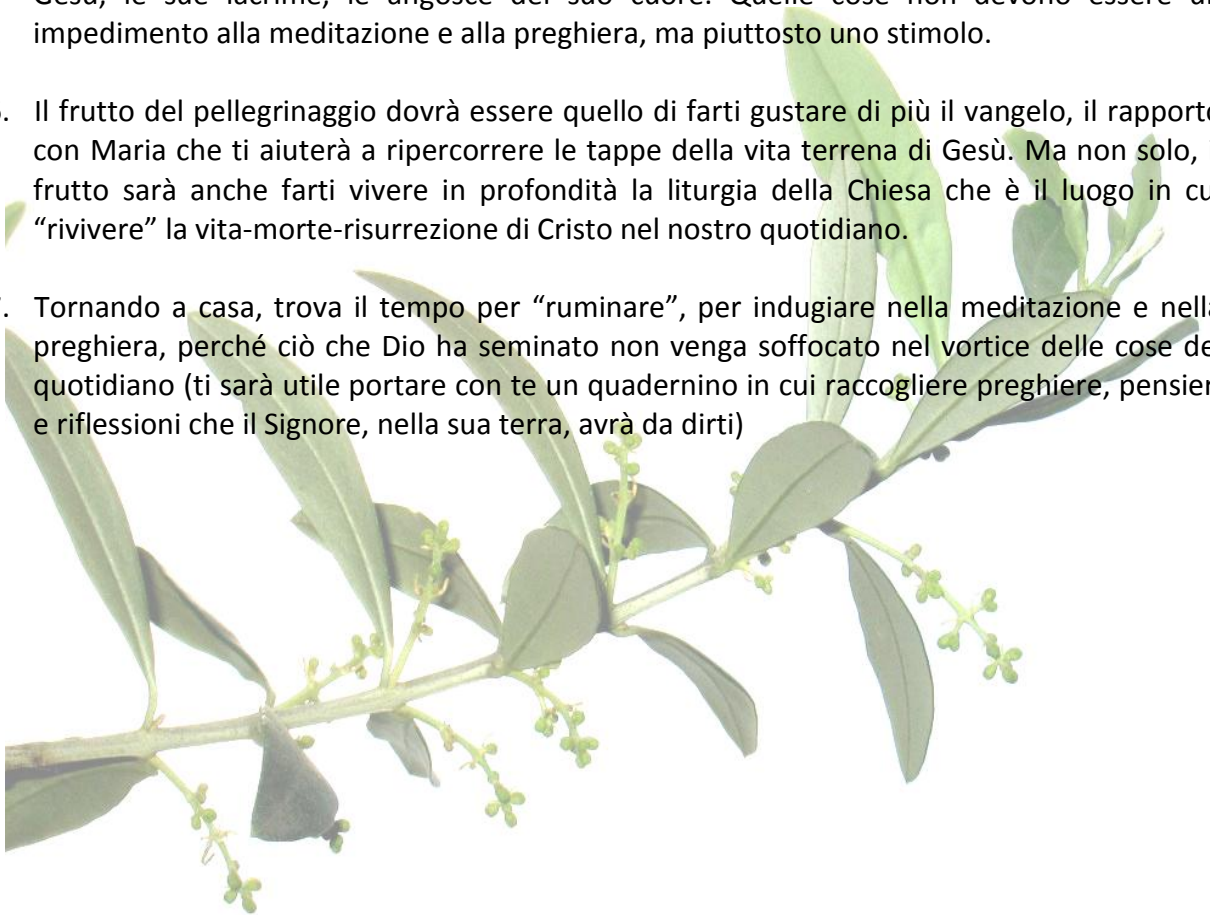 Gesù, le sue lacrime, le angosce del suo cuore. Quelle cose non devono essere
impedimento alla meditazione e alla preghiera, ma piuttosto uno stimolo.
. Il frutto del pellegrinaggio dovrà essere quello di farti gustare di più il vangelo, il rapporto
con Maria che ti aiuterà a ripercorrere le tappe della vita terrena di Gesù. Ma non solo,
frutto sarà anche farti vivere in profondità la liturgia della Chiesa che è il luogo in cu
“rivivere” la vita-morte-risurrezione di Cristo nel nostro quotidiano.
. Tornando a casa, trova il tempo per “ruminare”, per indugiare nella meditazione e nella
preghiera, perché ciò che Dio ha seminato non venga soffocato nel vortice delle cose de
quotidiano (ti sarà utile portare con te un quadernino in cui raccogliere preghiere, pensier
e riflessioni che il Signore, nella sua terra, avrà da dirti)